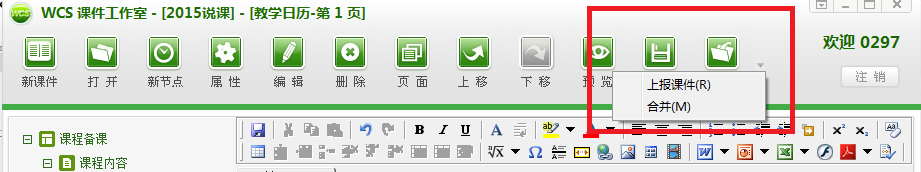 WCS 课件工作室 - [2015说课] - [教学日历-第 1 页]
WCS
欢迎 0297
新课件 打 开 新节点 属 性 编 辑 删 除 页 面 上 移 下 移 预 览
注 销
上报课件(R)
合并(M)
课程备课
课程内容
B I U A